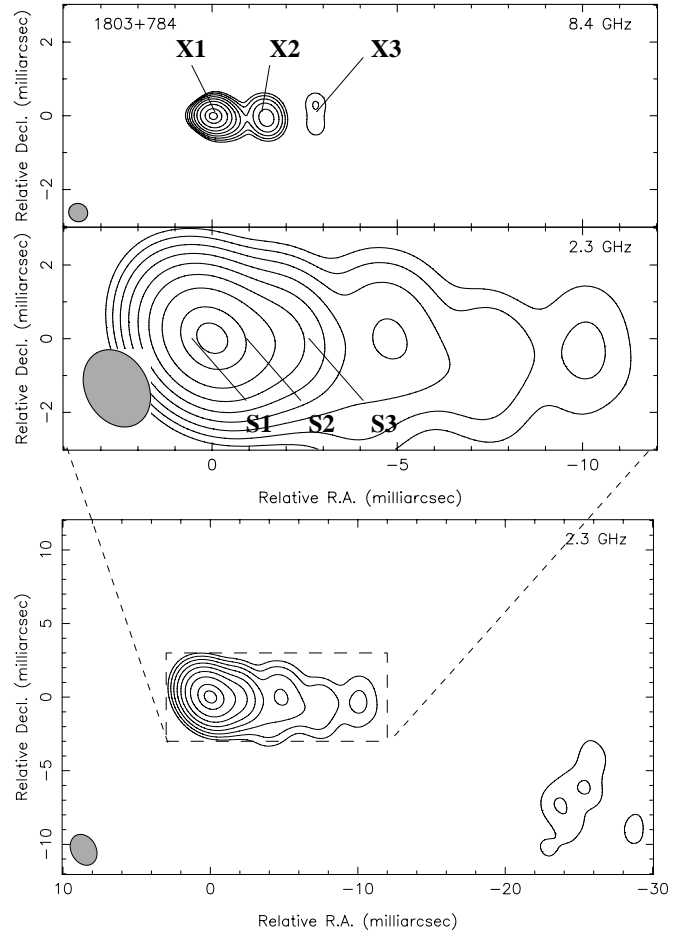 1803+784 8.4 GHz
X1 X2 X3
2
0
−2
Relative Decl. (milliarcsec)
2.3 GHz
2
0
−2
Relative Decl. (milliarcsec)
S1 S2 S3
0 −5 −10
Relative R.A. (milliarcsec)
2.3 GHz
10
5
0
−5
−10
Relative Decl. (milliarcsec)
10 0 −10 −20 −30
Relative R.A. (milliarcsec)